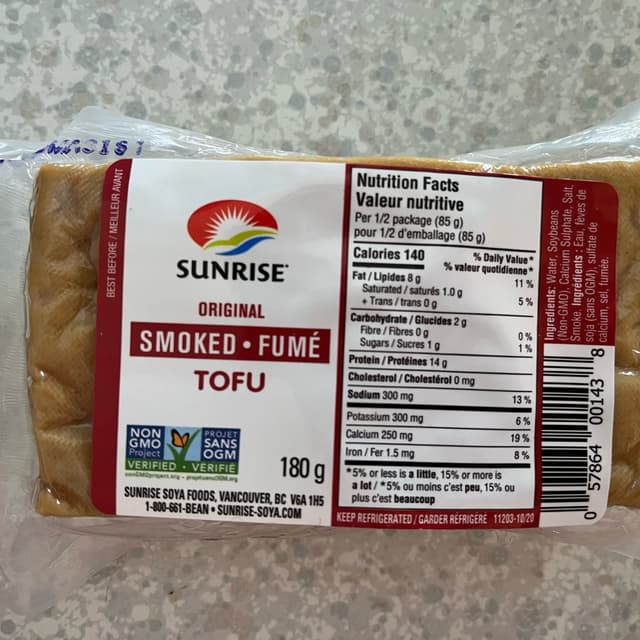 BEST BEFORE / MEILLEUR AVANT
SUNRISE
ORIGINAL
SMOKED • FUMÉ
TOFU
NON
GMO
Project
PROJET
SANS
OGM
VERIFIED • VERIFIÉ
nonGMOproject.org • projetsansOGM.org
180 g
SUNRISE SOYA FOODS, VANCOUVER, BC V6A 1H5
1-800-661-BEAN • SUNRISE-SOYA.COM
Nutrition Facts
Valeur nutritive
Per 1/2 package (85 g)
pour 1/2 d'emballage (85 g)
Calories 140
% Daily Value*
% valeur quotidienne*
Fat / Lipides 8 g 11 %
Saturated / saturés 1.0 g
+ Trans / trans 0 g 5 %
Carbohydrate / Glucides 2 g
Fibre / Fibres 0 g 0 %
Sugars / Sucres 1 g 1 %
Protein / Protéines 14 g
Cholesterol / Cholestérol 0 mg
Sodium 300 mg 13 %
Potassium 300 mg 6 %
Calcium 250 mg 19 %
Iron / Fer 1.5 mg 8 %
*5% or less is a little, 15% or more is
a lot / *5% ou moins c'est peu, 15% ou
plus c'est beaucoup
KEEP REFRIGERATED / GARDER RÉFRIGÉRÉ 11203-10/20
Ingredients: Water, Soybeans
(Non-GMO), Calcium Sulphate, Salt,
Smoke. Ingrédients : Eau, fèves de
soja (sans OGM), sulfate de
calcium, sel, fumée.
0 57864 00143 8